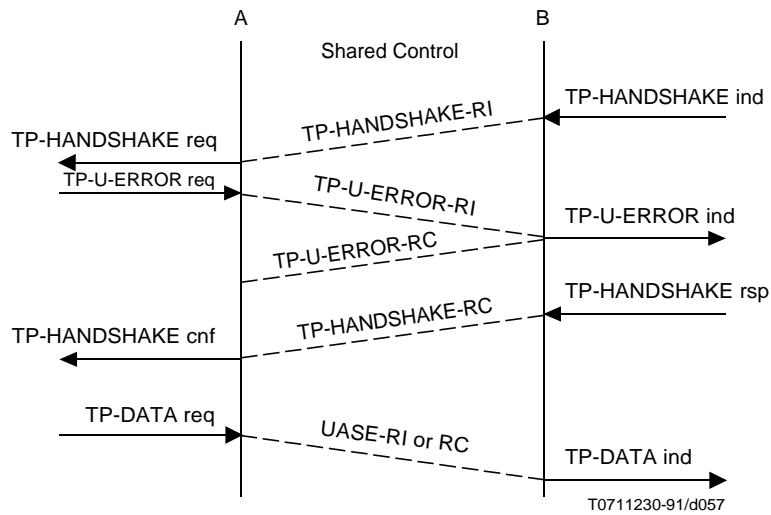 A
B
Shared Control
TP-HANDSHAKE ind
TP-HANDSHAKE-RI
TP-HANDSHAKE req
TP-U-ERROR req
TP-U-ERROR-RI
TP-U-ERROR ind
TP-U-ERROR-RC
TP-HANDSHAKE rsp
TP-HANDSHAKE-RC
TP-HANDSHAKE cnf
TP-DATA req
UASE-RI or RC
TP-DATA ind
T0711230-91/d057